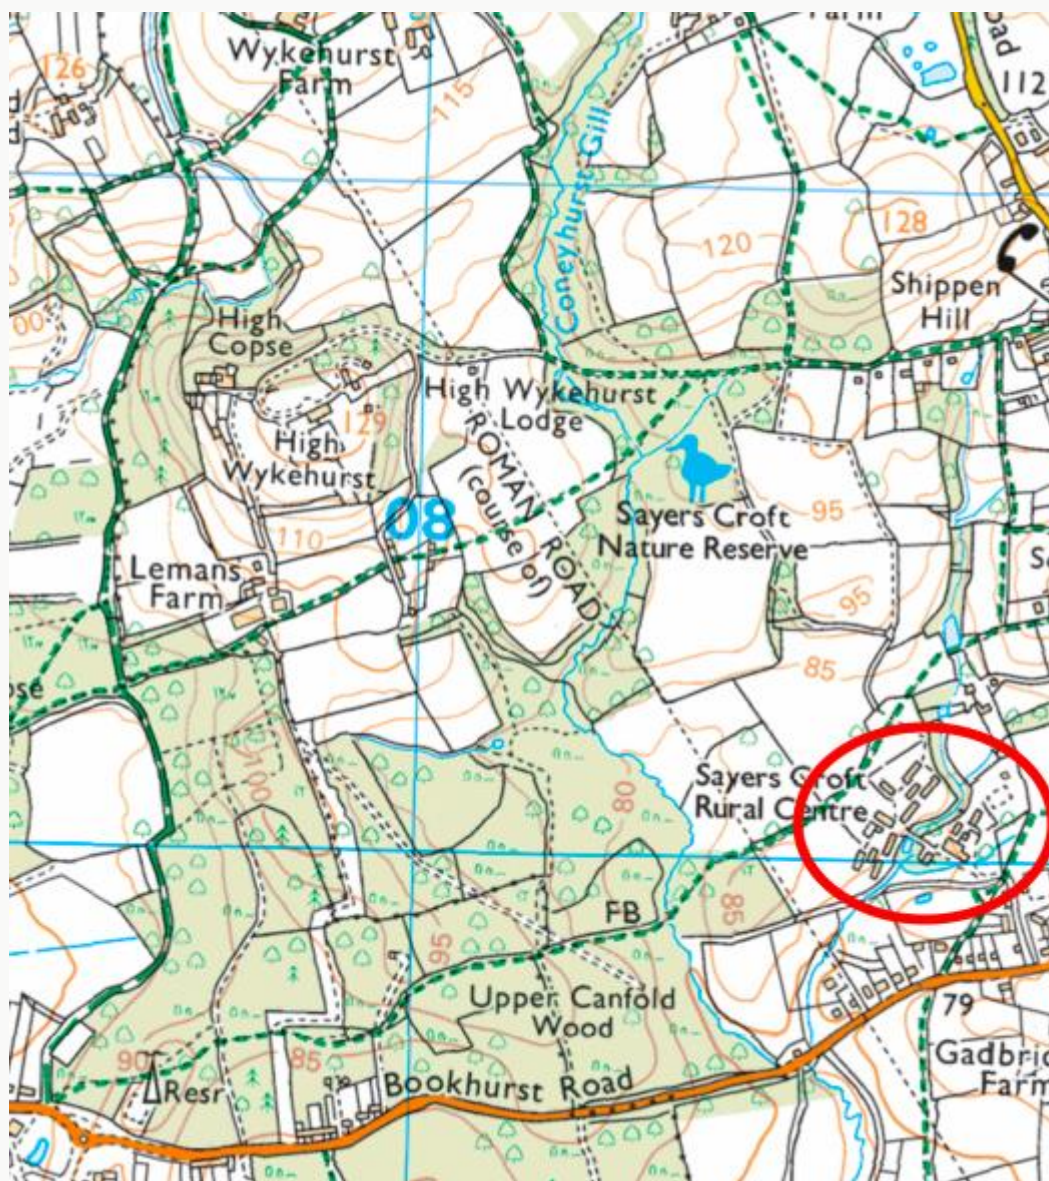 126
Wykehurst
Farm
115
Coneyhurst Gill
112
128
120
Shippen
Hill
00
High
Copse
High Wykehurst
Lodge
129
High
Wykehurst
ROMAN ROAD
(course of)
08
Sayers Croft
Nature Reserve
95
110
Lemans
Farm
95
85
100
80
Sayers Croft
Rural Centre
FB
85
95
Upper Canfold
Wood
79
90
85
Resr
Bookhurst Road
Gadbri
Farm